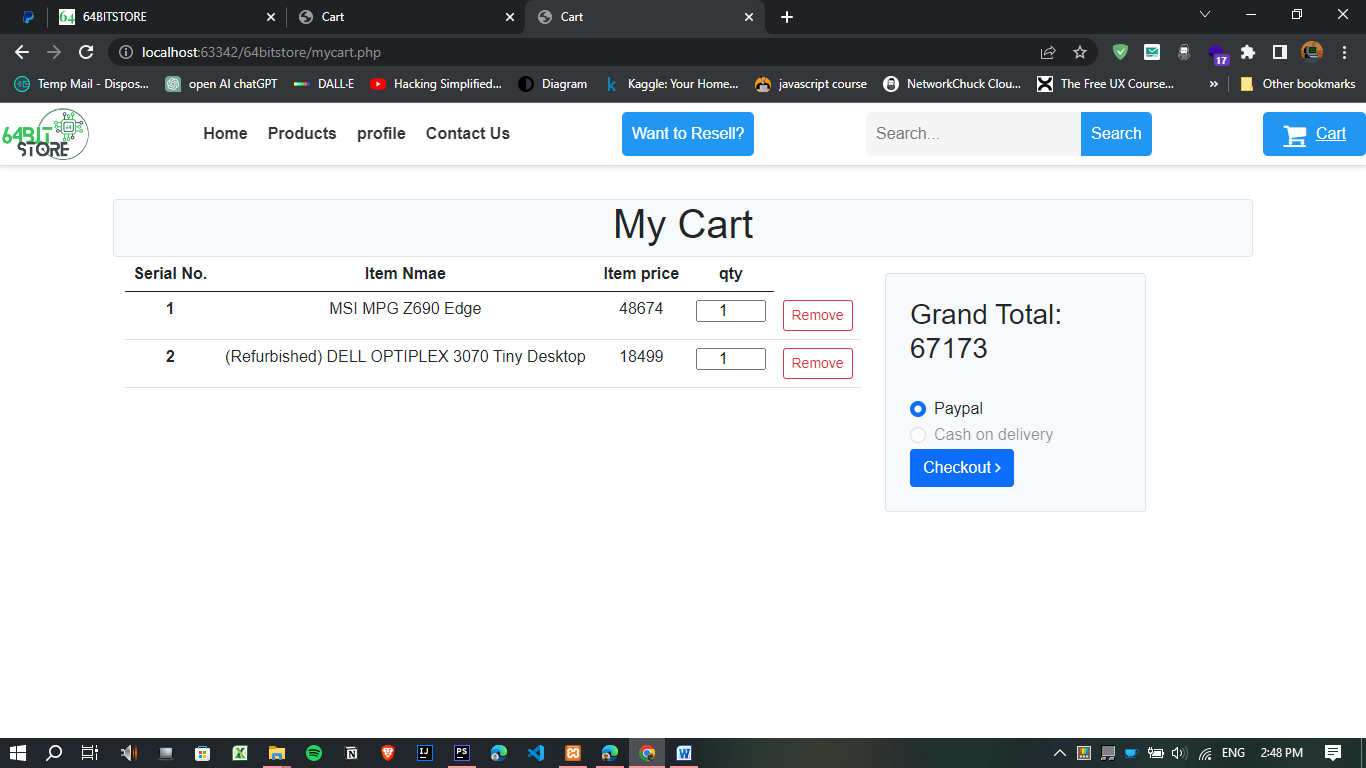 64BITSTORE
Cart
Cart
localhost:63342/64bitstore/mycart.php
17
Temp Mail - Dispos...
open AI chatGPT
DALL-E
Hacking Simplified...
Diagram
Kaggle: Your Home...
javascript course
NetworkChuck Clou...
The Free UX Course...
»
Other bookmarks
64BIT
STORE
Home
Products
profile
Contact Us
Want to Resell?
Search...
Search
Cart
My Cart
Serial No. Item Nmae Item price qty
1 MSI MPG Z690 Edge 48674 1 Remove
2 (Refurbished) DELL OPTIPLEX 3070 Tiny Desktop 18499 1 Remove
Grand Total:
67173
Paypal
Cash on delivery
Checkout >
ENG
2:48 PM